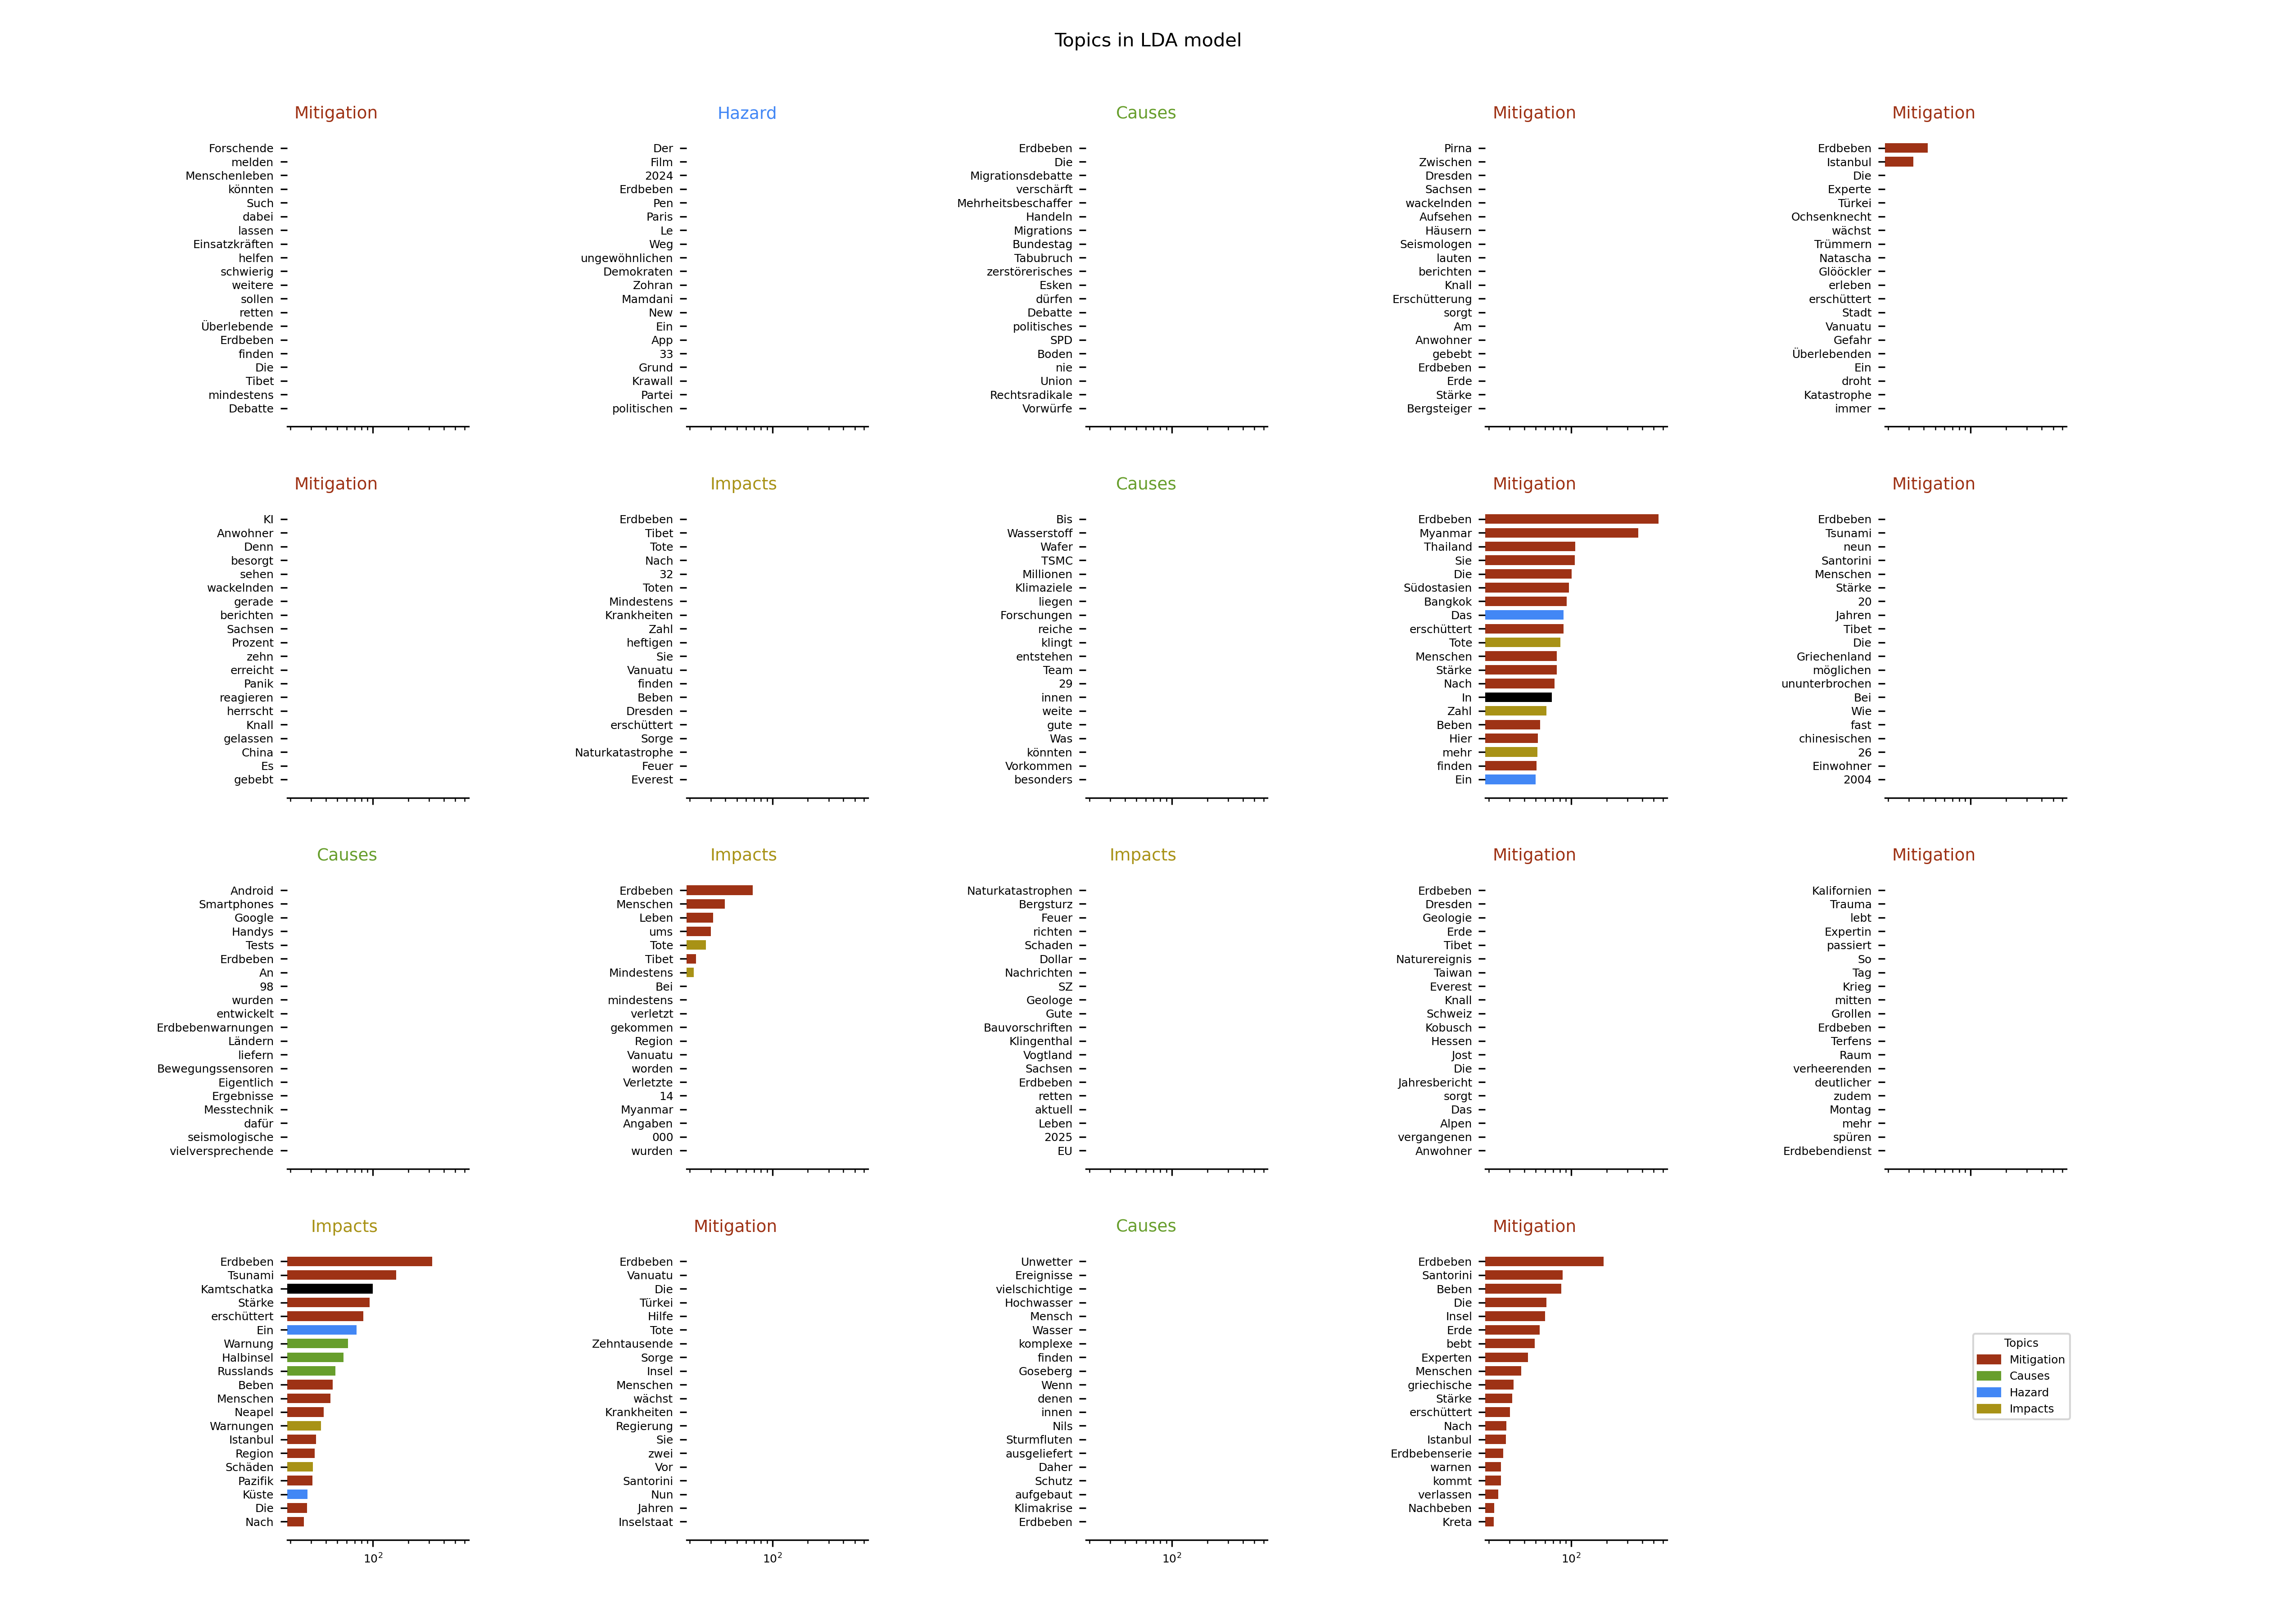 Topics in LDA model
Mitigation
Forschende
melden
Menschenleben
könnten
Such
dabei
lassen
Einsatzkräften
helfen
schwierig
weitere
sollen
retten
Überlebende
Erdbeben
finden
Die
Tibet
mindestens
Debatte
Hazard
Der
Film
2024
Erdbeben
Pen
Paris
Le
Weg
ungewöhnlichen
Demokraten
Zohran
Mamdani
New
Ein
App
33
Grund
Krawall
Partei
politischen
Causes
Erdbeben
Die
Migrationsdebatte
verschärft
Mehrheitsbeschaffer
Handeln
Migrations
Bundestag
Tabubruch
zerstörerisches
Esken
dürfen
Debatte
politisches
SPD
Boden
nie
Union
Rechtsradikale
Vorwürfe
Mitigation
Pirna
Zwischen
Dresden
Sachsen
wackelnden
Aufsehen
Häusern
Seismologen
lauten
berichten
Knall
Erschütterung
sorgt
Am
Anwohner
gebebt
Erdbeben
Erde
Stärke
Bergsteiger
Mitigation
Erdbeben
Istanbul
Die
Experte
Türkei
Ochsenknecht
wächst
Trümmern
Natascha
Glööckler
erleben
erschüttert
Stadt
Vanuatu
Gefahr
Überlebenden
Ein
droht
Katastrophe
immer
Mitigation
KI
Anwohner
Denn
besorgt
sehen
wackelnden
gerade
berichten
Sachsen
Prozent
zehn
erreicht
Panik
reagieren
herrscht
Knall
gelassen
China
Es
gebebt
Impacts
Erdbeben
Tibet
Tote
Nach
32
Toten
Mindestens
Krankheiten
Zahl
heftigen
Sie
Vanuatu
finden
Beben
Dresden
erschüttert
Sorge
Naturkatastrophe
Feuer
Everest
Causes
Bis
Wasserstoff
Wafer
TSMC
Millionen
Klimaziele
liegen
Forschungen
reiche
klingt
entstehen
Team
29
innen
weite
gute
Was
könnten
Vorkommen
besonders
Mitigation
Erdbeben
Myanmar
Thailand
Sie
Die
Südostasien
Bangkok
Das
erschüttert
Tote
Menschen
Stärke
Nach
In
Zahl
Beben
Hier
mehr
finden
Ein
Mitigation
Erdbeben
Tsunami
neun
Santorini
Menschen
Stärke
20
Jahren
Tibet
Die
Griechenland
möglichen
ununterbrochen
Bei
Wie
fast
chinesischen
26
Einwohner
2004
Causes
Android
Smartphones
Google
Handys
Tests
Erdbeben
An
98
wurden
entwickelt
Erdbebenwarnungen
Ländern
liefern
Bewegungssensoren
Eigentlich
Ergebnisse
Messtechnik
dafür
seismologische
vielversprechende
Impacts
Erdbeben
Menschen
Leben
ums
Tote
Tibet
Mindestens
Bei
mindestens
verletzt
gekommen
Region
Vanuatu
worden
Verletzte
14
Myanmar
Angaben
000
wurden
Impacts
Naturkatastrophen
Bergsturz
Feuer
richten
Schaden
Dollar
Nachrichten
SZ
Geologe
Gute
Bauvorschriften
Klingenthal
Vogtland
Sachsen
Erdbeben
retten
aktuell
Leben
2025
EU
Mitigation
Erdbeben
Dresden
Geologie
Erde
Tibet
Naturereignis
Taiwan
Everest
Knall
Schweiz
Kobusch
Hessen
Jost
Die
Jahresbericht
sorgt
Das
Alpen
vergangenen
Anwohner
Mitigation
Kalifornien
Trauma
lebt
Expertin
passiert
So
Tag
Krieg
mitten
Grollen
Erdbeben
Terfens
Raum
verheerenden
deutlicher
zudem
Montag
mehr
spüren
Erdbebendienst
Impacts
Erdbeben
Tsunami
Kamtschatka
Stärke
erschüttert
Ein
Warnung
Halbinsel
Russlands
Beben
Menschen
Neapel
Warnungen
Istanbul
Region
Schäden
Pazifik
Küste
Die
Nach
10²
Mitigation
Erdbeben
Vanuatu
Die
Türkei
Hilfe
Tote
Zehntausende
Sorge
Insel
Menschen
wächst
Krankheiten
Regierung
Sie
zwei
Vor
Santorini
Nun
Jahren
Inselstaat
10²
Causes
Unwetter
Ereignisse
vielschichtige
Hochwasser
Mensch
Wasser
komplexe
finden
Goseberg
Wenn
denen
innen
Nils
Sturmfluten
ausgeliefert
Daher
Schutz
aufgebaut
Klimakrise
Erdbeben
10²
Mitigation
Erdbeben
Santorini
Beben
Die
Insel
Erde
bebt
Experten
Menschen
griechische
Stärke
erschüttert
Nach
Istanbul
Erdbebenserie
warnen
kommt
verlassen
Nachbeben
Kreta
10²
Topics
Mitigation
Causes
Hazard
Impacts